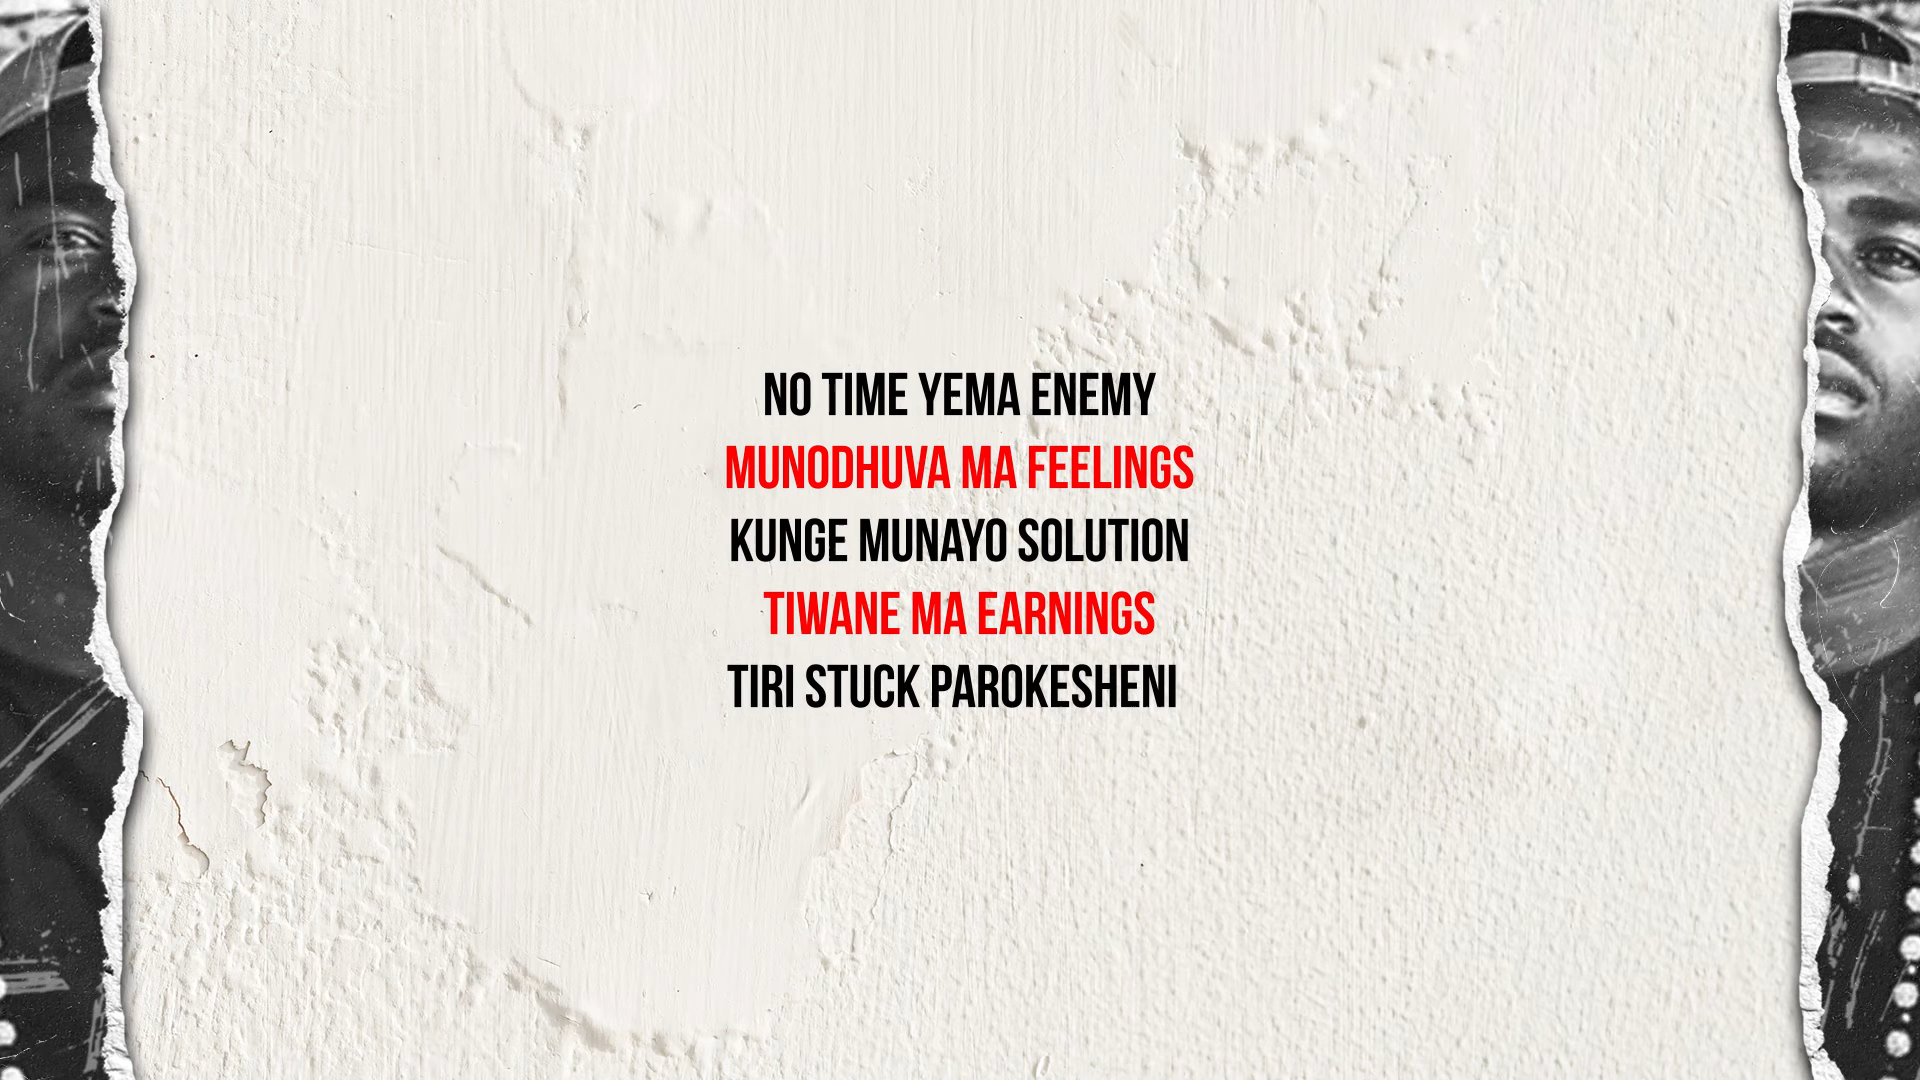 NO TIME YEMA ENEMY
MUNODHUVA MA FEELINGS
KUNGE MUNAYO SOLUTION
TIWANE MA EARNINGS
TIRI STUCK PAROKESHENI